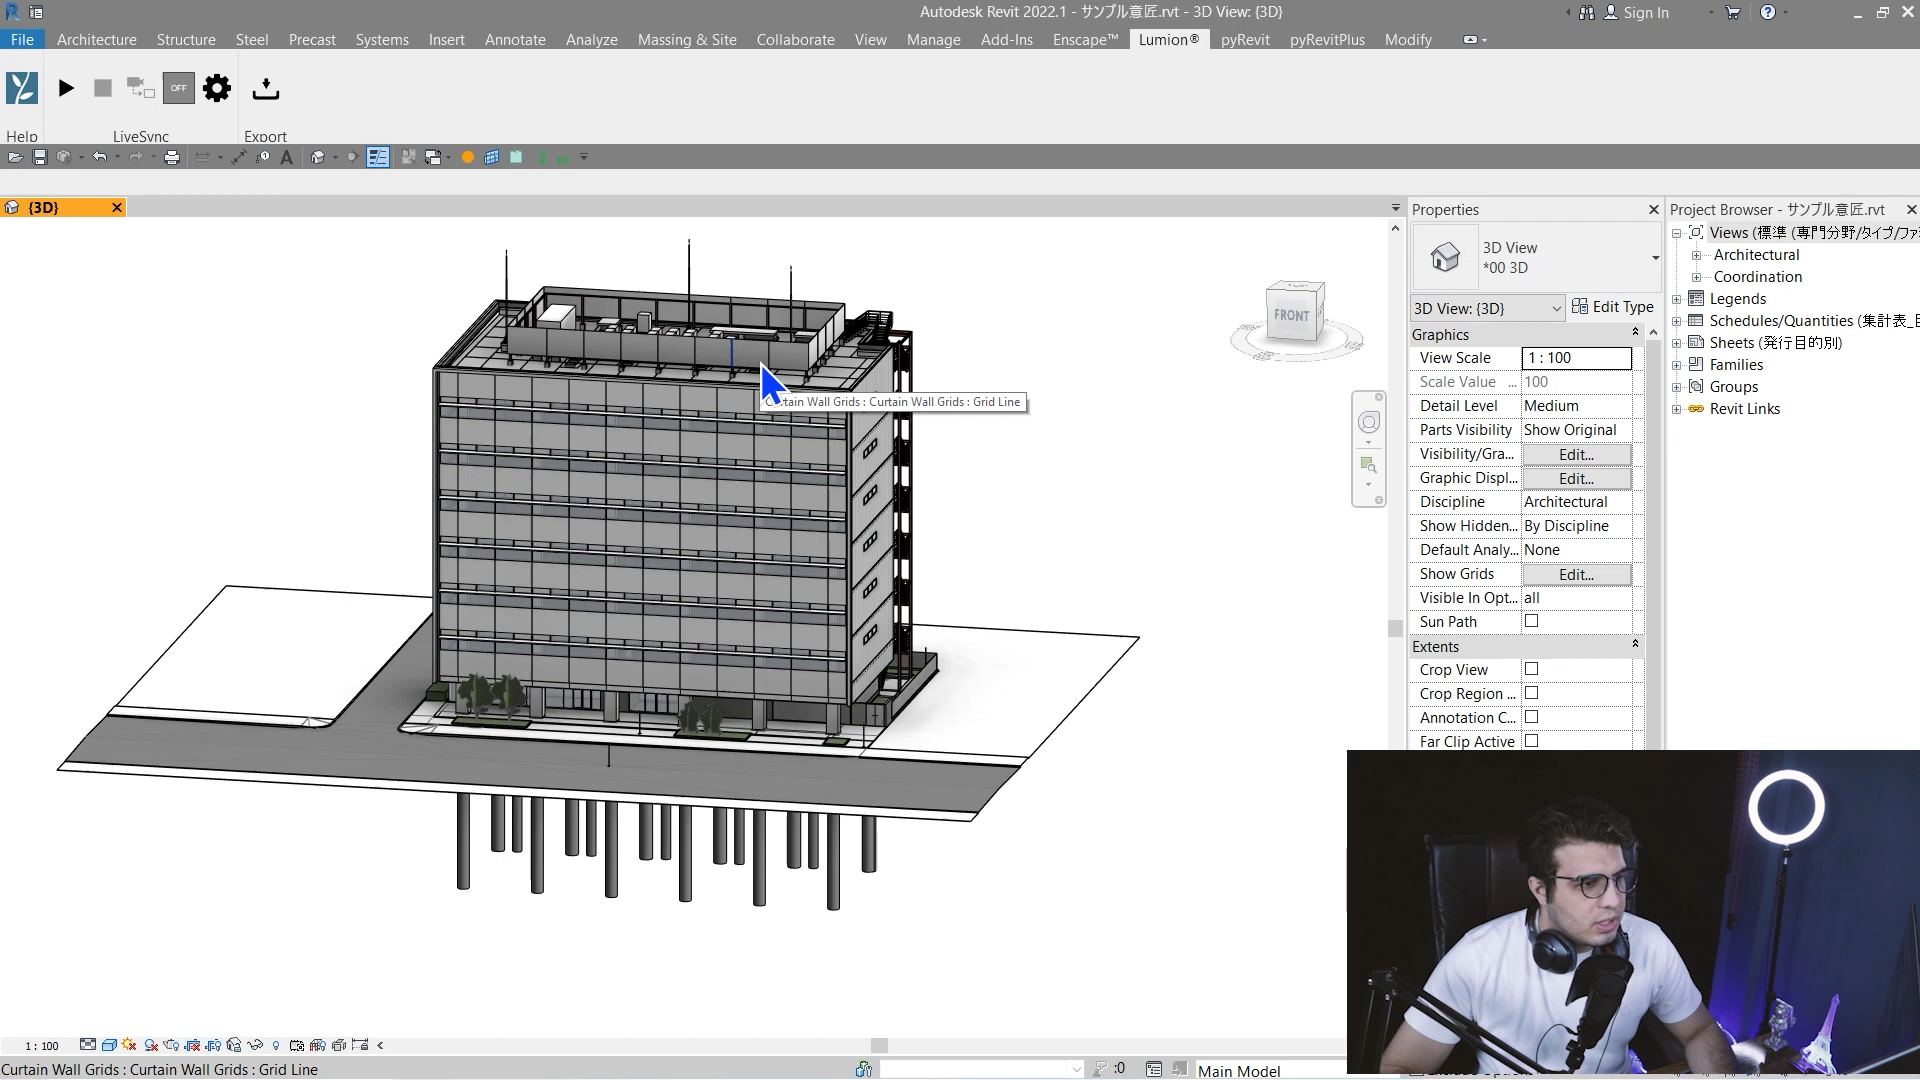 Autodesk Revit 2022.1 - サンプル意匠.rvt - 3D View: {3D}
Sign In
File Architecture Structure Steel Precast Systems Insert Annotate Analyze Massing & Site Collaborate View Manage Add-Ins Enscape™ Lumion® pyRevit pyRevitPlus Modify
OFF
Help LiveSync Export
{3D}
Properties
3D View
*00 3D
3D View: {3D} Edit Type
Graphics
View Scale 1 : 100
Scale Value ... 100
Detail Level Medium
Parts Visibility Show Original
Visibility/Gra... Edit...
Graphic Displ... Edit...
Discipline Architectural
Show Hidden... By Discipline
Default Analy... None
Show Grids Edit...
Visible In Opt... all
Sun Path
Extents
Crop View
Crop Region ...
Annotation C...
Far Clip Active
Project Browser - サンプル意匠.rvt
Views (標準 (専門分野/タイプ/ファ
Architectural
Coordination
Legends
Schedules/Quantities (集計表_
Sheets (発行目的別)
Families
Groups
Revit Links
FRONT
Curtain Wall Grids : Curtain Wall Grids : Grid Line
1 : 100
Curtain Wall Grids : Curtain Wall Grids : Grid Line
:0
Main Model